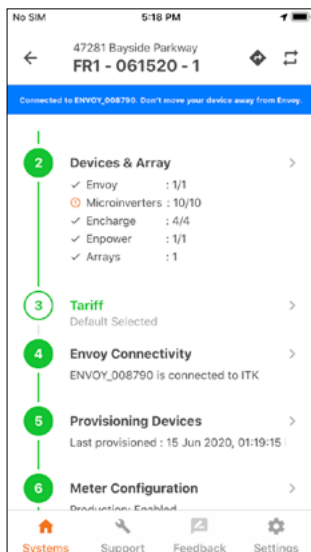 No SIM 5:18 PM
47281 Bayside Parkway
FR1 - 061520 - 1
Connected to ENVOY_008790. Don't move your device away from Envoy.
2 Devices & Array
Envoy : 1/1
Microinverters : 10/10
Encharge : 4/4
Enpower : 1/1
Arrays : 1
3 Tariff
Default Selected
4 Envoy Connectivity
ENVOY_008790 is connected to ITK
5 Provisioning Devices
Last provisioned : 15 Jun 2020, 01:19:15
6 Meter Configuration
Production: Enabled
Systems Support Feedback Settings